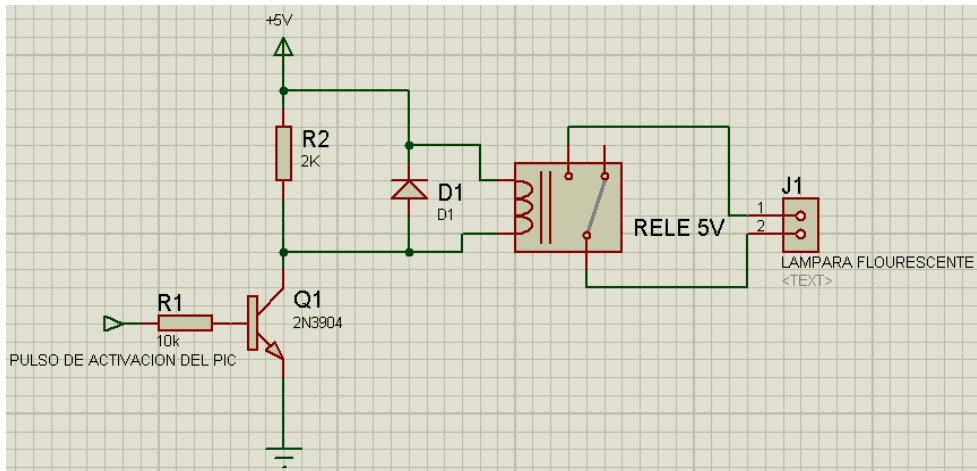 +5V
R2
2K
D1
D1
RELE 5V
J1
1
2
LAMPARA FLOURESCENTE
<TEXT>
Q1
2N3904
R1
10k
PULSO DE ACTIVACION DEL PIC